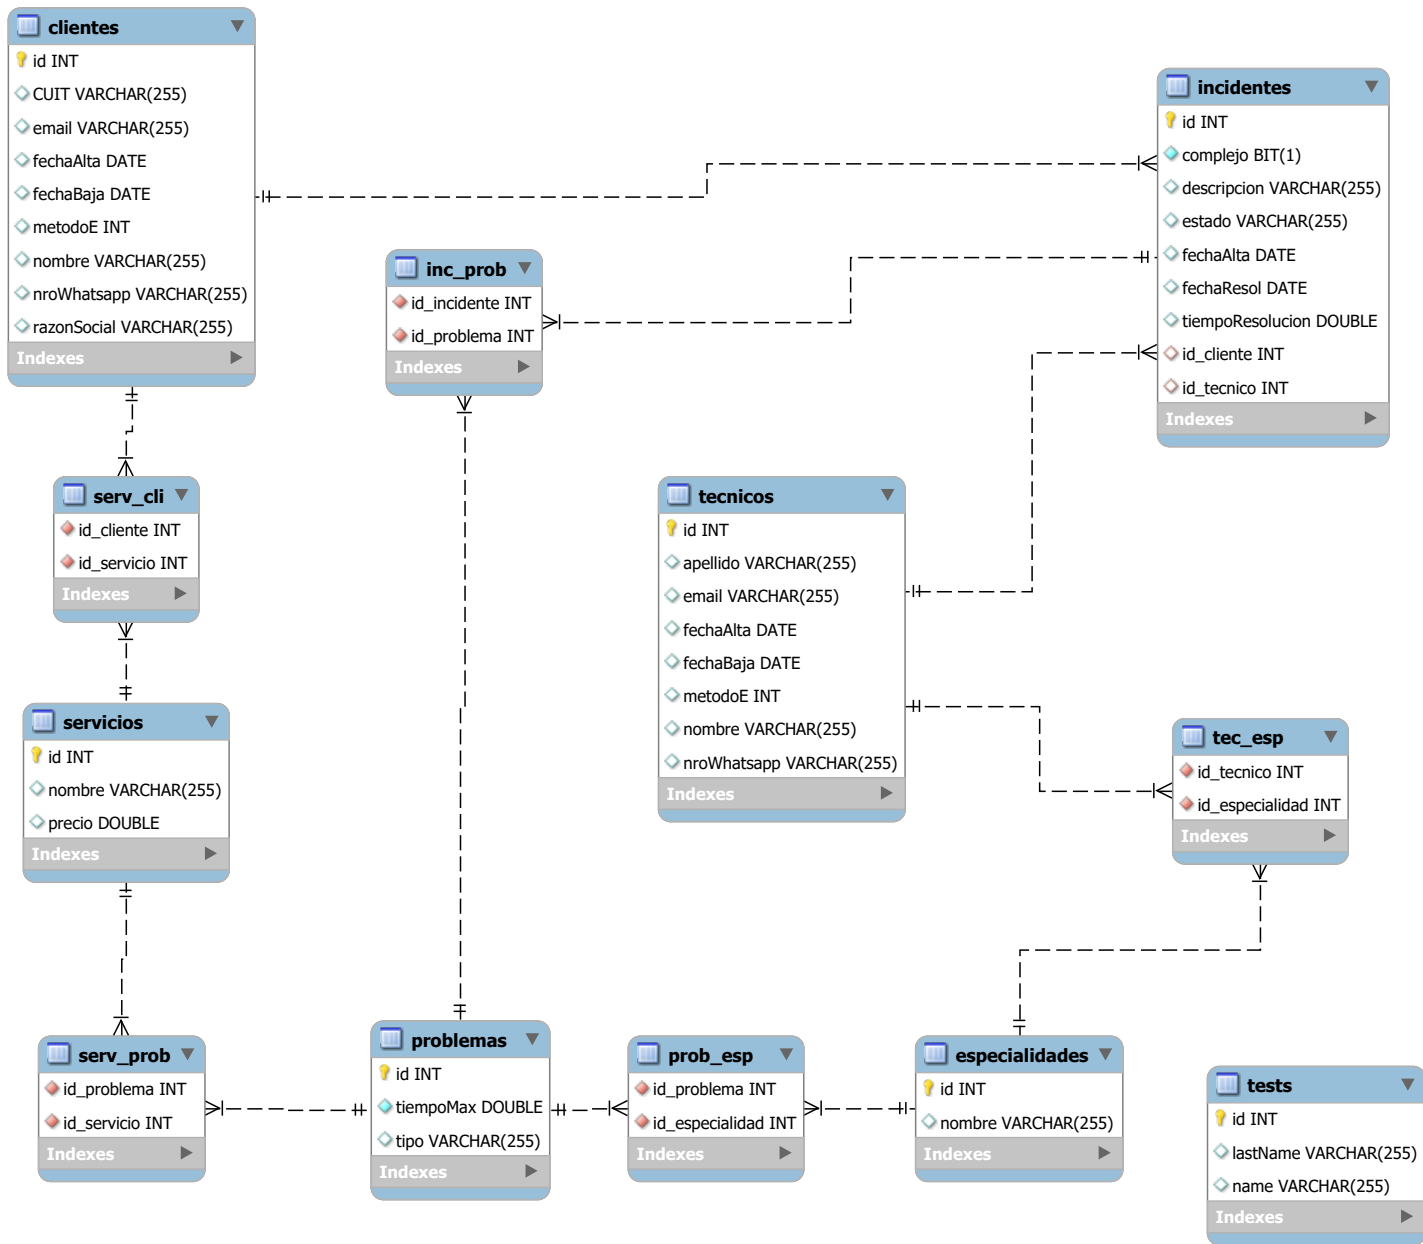 clientes
id INT
CUIT VARCHAR(255)
email VARCHAR(255)
fechaAlta DATE
fechaBaja DATE
metodoE INT
nombre VARCHAR(255)
nroWhatsapp VARCHAR(255)
razonSocial VARCHAR(255)
Indexes
incidentes
id INT
complejo BIT(1)
descripcion VARCHAR(255)
estado VARCHAR(255)
fechaAlta DATE
fechaResol DATE
tiempoResolucion DOUBLE
id_cliente INT
id_tecnico INT
Indexes
inc_prob
id_incidente INT
id_problema INT
Indexes
serv_cli
id_cliente INT
id_servicio INT
Indexes
tecnicos
id INT
apellido VARCHAR(255)
email VARCHAR(255)
fechaAlta DATE
fechaBaja DATE
metodoE INT
nombre VARCHAR(255)
nroWhatsapp VARCHAR(255)
Indexes
servicios
id INT
nombre VARCHAR(255)
precio DOUBLE
Indexes
tec_esp
id_tecnico INT
id_especialidad INT
Indexes
serv_prob
id_problema INT
id_servicio INT
Indexes
problemas
id INT
tiempoMax DOUBLE
tipo VARCHAR(255)
Indexes
prob_esp
id_problema INT
id_especialidad INT
Indexes
especialidades
id INT
nombre VARCHAR(255)
Indexes
tests
id INT
lastName VARCHAR(255)
name VARCHAR(255)
Indexes